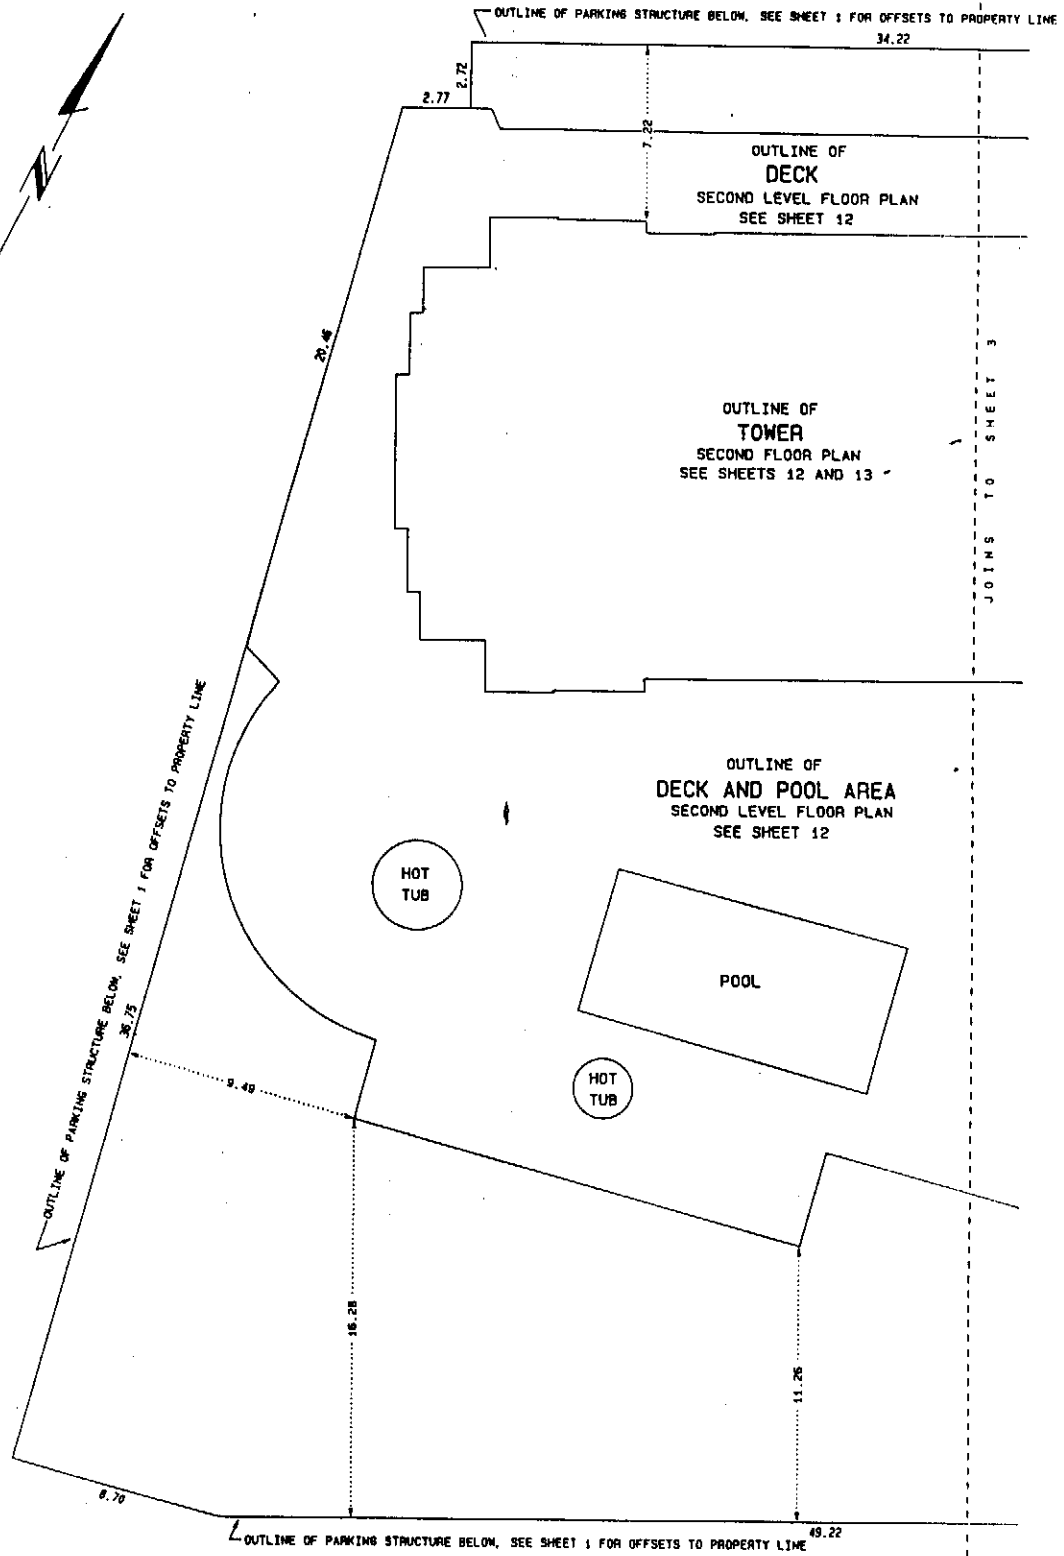 OUTLINE OF PARKING STRUCTURE BELOW, SEE SHEET 1 FOR OFFSETS TO PROPERTY LINE
34.22
2.72
2.77
7.22
N
OUTLINE OF
DECK
SECOND LEVEL FLOOR PLAN
SEE SHEET 12
20.46
OUTLINE OF
TOWER
SECOND FLOOR PLAN
SEE SHEETS 12 AND 13
JOINS TO SHEET 3
OUTLINE OF PARKING STRUCTURE BELOW, SEE SHEET 1 FOR OFFSETS TO PROPERTY LINE
36.75
OUTLINE OF
DECK AND POOL AREA
SECOND LEVEL FLOOR PLAN
SEE SHEET 12
HOT
TUB
POOL
HOT
TUB
9.49
16.28
11.26
8.70
49.22
OUTLINE OF PARKING STRUCTURE BELOW, SEE SHEET 1 FOR OFFSETS TO PROPERTY LINE